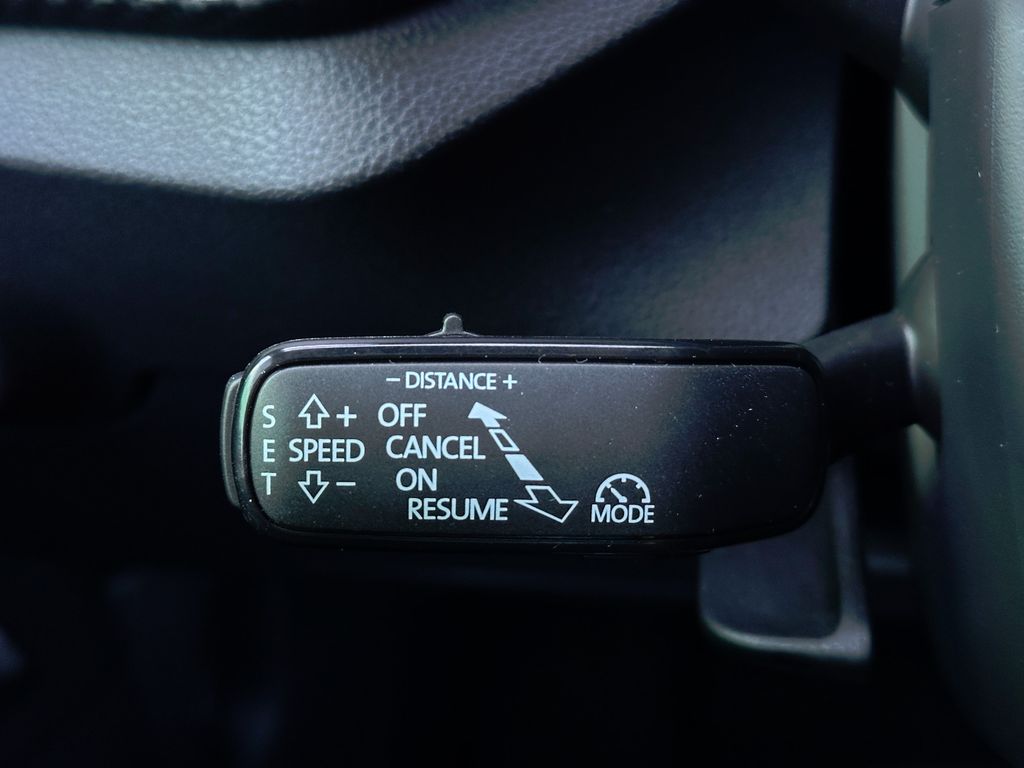 - DISTANCE +
S + OFF
E SPEED CANCEL
T - ON
RESUME MODE